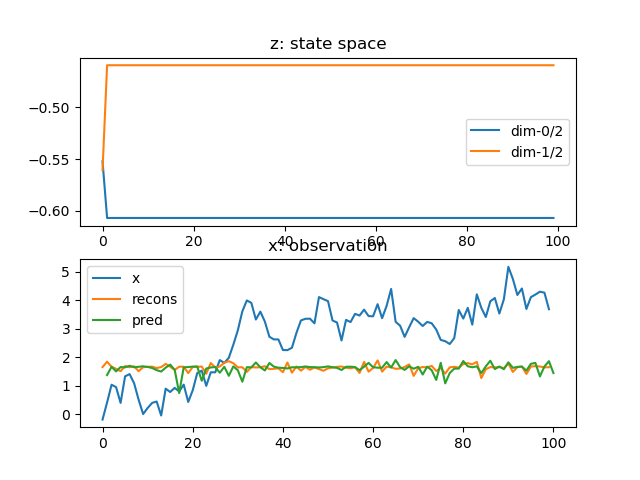 z: state space
−0.50
−0.55
−0.60
dim-0/2
dim-1/2
0 20 40 60 80 100
x: observation
5
4
3
2
1
0
x
recons
pred
0 20 40 60 80 100